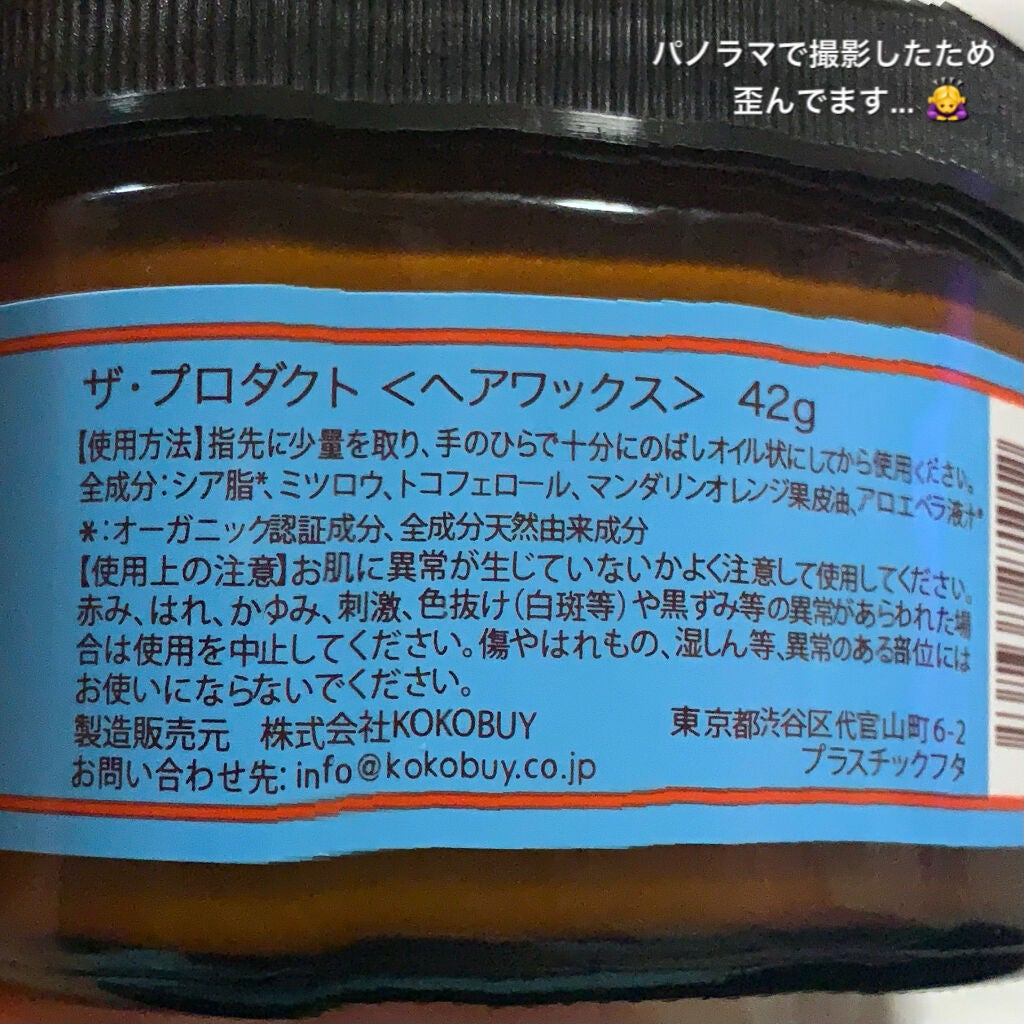 パノラマで撮影したため
歪んでます... 🙇‍♀️
ザ・プロダクト <ヘアワックス> 42g
【使用方法】指先に少量を取り、手のひらで十分にのばしオイル状にしてから使用ください。
全成分:シア脂*、ミツロウ、トコフェロール、マンダリンオレンジ果皮油、アロエベラ液汁*
*:オーガニック認証成分、全成分天然由来成分
【使用上の注意】お肌に異常が生じていないかよく注意して使用してください。
赤み、はれ、かゆみ、刺激、色抜け(白斑等)や黒ずみ等の異常があらわれた場
合は使用を中止してください。傷やはれもの、湿しん等、異常のある部位には
お使いにならないでください。
製造販売元 株式会社KOKOBUY 東京都渋谷区代官山町6-2
お問い合わせ先: info@kokobuy.co.jp プラスチックフタ